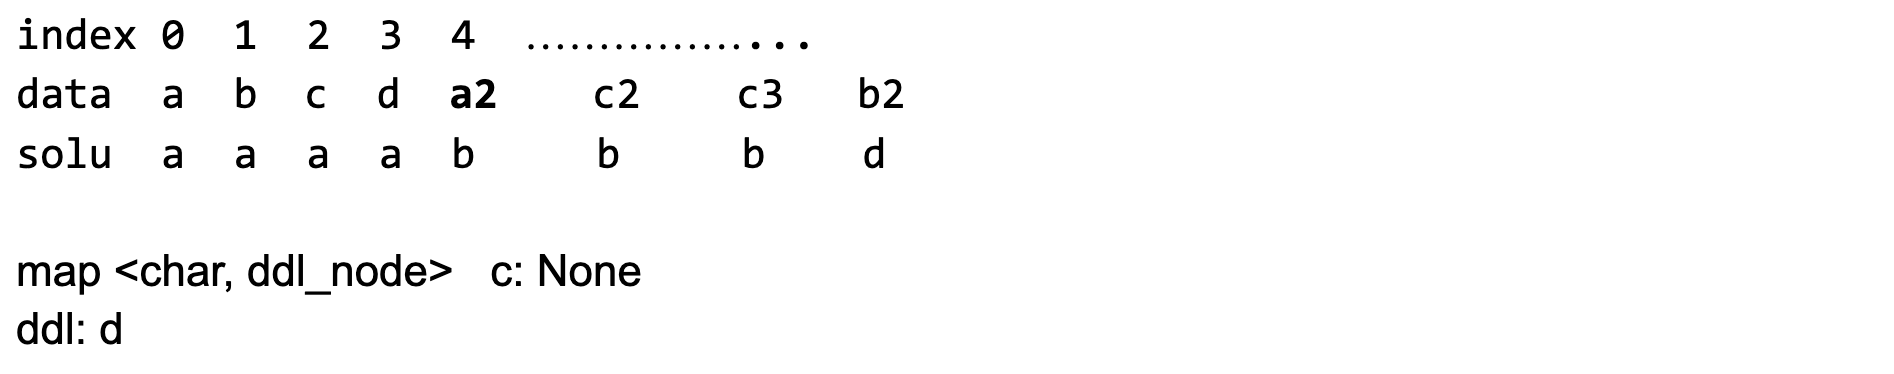 index 0 1 2 3 4 ..................
data a b c d a2 c2 c3 b2
solu a a a a b b b d
map <char, ddl_node> c: None
ddl: d